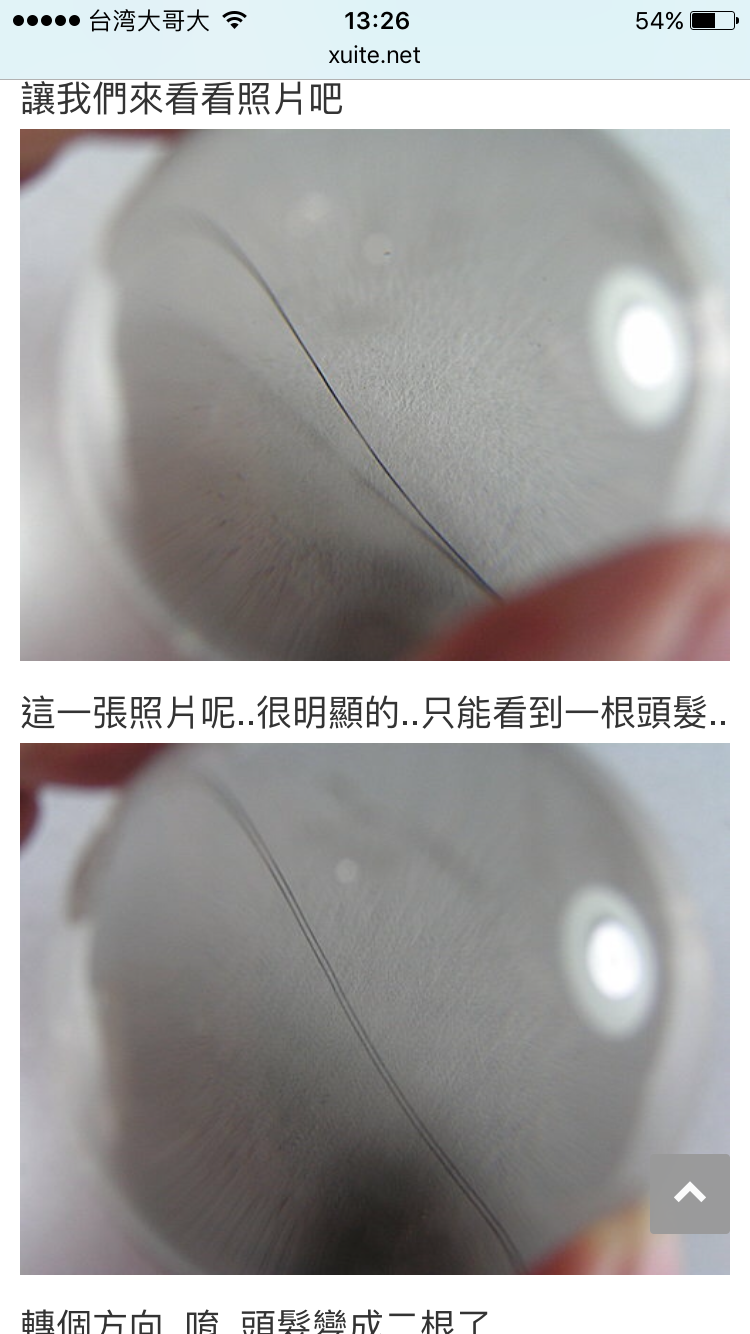 台湾大哥大 13:26 54%
xuite.net
讓我們來看看照片吧
這一張照片呢..很明顯的..只能看到一根頭髮..
轉個方向..唷..頭髮變成二根了